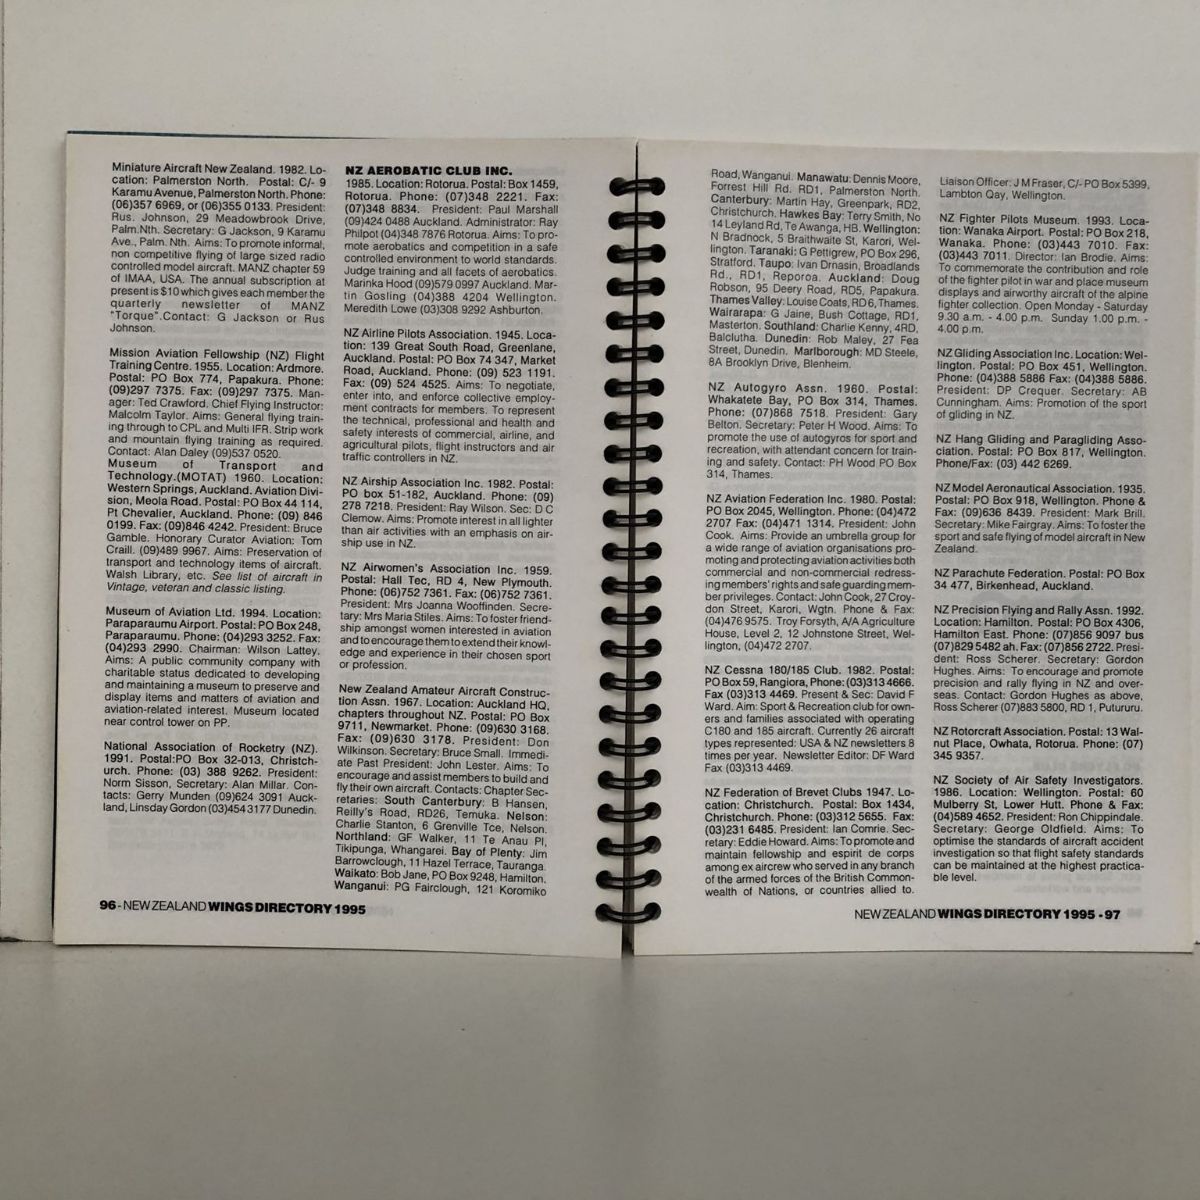 Miniature Aircraft New Zealand. 1982. Lo-
cation: Palmerston North. Postal: C/- 9
Karamu Avenue, Palmerston North. Phone:
(06)357 6969, or (06)355 0133. President:
Rus. Johnson, 29 Meadowbrook Drive,
Palm.Nth. Secretary: G Jackson, 9 Karamu
Ave., Palm. Nth. Aims: To promote informal,
non competitive flying of large sized radio
controlled model aircraft. MANZ chapter 59
of IMAA, USA. The annual subscription at
present is $10 which gives each member the
quarterly newsletter of MANZ
"Torque".Contact: G Jackson or Rus
Johnson.
Mission Aviation Fellowship (NZ) Flight
Training Centre. 1955. Location: Ardmore.
Postal: PO Box 774, Papakura. Phone:
(09)297 7375. Fax: (09)297 7375. Man-
ager: Ted Crawford. Chief Flying Instructor:
Malcolm Taylor. Aims: General flying train-
ing through to CPL and Multi IFR. Strip work
and mountain flying training as required.
Contact: Alan Daley (09)537 0520.
Museum of Transport and
Technology.(MOTAT) 1960. Location:
Western Springs, Auckland. Aviation Divi-
sion, Meola Road. Postal: PO Box 44 114,
Pt Chevalier, Auckland. Phone: (09) 846
0199. Fax: (09)846 4242. President: Bruce
Gamble. Honorary Curator Aviation: Tom
Craill. (09)489 9967. Aims: Preservation of
transport and technology items of aircraft.
Walsh Library, etc. See list of aircraft in
Vintage, veteran and classic listing.
Museum of Aviation Ltd. 1994. Location:
Paraparaumu Airport. Postal: PO Box 248,
Paraparaumu. Phone: (04)293 3252. Fax:
(04)293 2990. Chairman: Wilson Lattey.
Aims: A public community company with
charitable status dedicated to developing
and maintaining a museum to preserve and
display items and matters of aviation and
aviation-related interest. Museum located
near control tower on PP.
National Association of Rocketry (NZ).
1991. Postal:PO Box 32-013, Christch-
urch. Phone: (03) 388 9262. President:
Norm Sisson, Secretary: Alan Millar. Con-
tacts: Gerry Munden (09)624 3091 Auck-
land, Linsday Gordon (03)454 3177 Dunedin.
NZ AEROBATIC CLUB INC.
1985. Location: Rotorua. Postal: Box 1459,
Rotorua. Phone: (07)348 2221. Fax:
(07)348 8834. President: Paul Marshall
(09)424 0488 Auckland. Administrator: Ray
Philpot (04)348 7876 Rotorua. Aims: To pro-
mote aerobatics and competition in a safe
controlled environment to world standards.
Judge training and all facets of aerobatics.
Marinka Hood (09)579 0997 Auckland. Mar-
tin Gosling (04)388 4204 Wellington.
Meredith Lowe (03)308 9292 Ashburton.
NZ Airline Pilots Association. 1945. Loca-
tion: 139 Great South Road, Greenlane,
Auckland. Postal: PO Box 74 347, Market
Road, Auckland. Phone: (09) 523 1191.
Fax: (09) 524 4525. Aims: To negotiate,
enter into, and enforce collective employ-
ment contracts for members. To represent
the technical, professional and health and
safety interests of commercial, airline, and
agricultural pilots, flight instructors and air
traffic controllers in NZ.
NZ Airship Association Inc. 1982. Postal:
PO box 51-182, Auckland. Phone: (09)
278 7218. President: Ray Wilson. Sec: D C
Clemow. Aims: Promote interest in all lighter
than air activities with an emphasis on air-
ship use in NZ.
NZ Airwomen's Association Inc. 1959.
Postal: Hall Tec, RD 4, New Plymouth.
Phone: (06)752 7361. Fax: (06)752 7361.
President: Mrs Joanna Wooffinden. Secre-
tary: Mrs Maria Stiles. Aims: To foster friend-
ship amongst women interested in aviation
and to encourage them to extend their knowl-
edge and experience in their chosen sport
or profession.
New Zealand Amateur Aircraft Construc-
tion Assn. 1967. Location: Auckland HQ,
chapters throughout NZ. Postal: PO Box
9711, Newmarket. Phone: (09)630 3168.
Fax: (09)630 3178. President: Don
Wilkinson. Secretary: Bruce Small. Immedi-
ate Past President: John Lester. Aims: To
encourage and assist members to build and
fly their own aircraft. Contacts: Chapter Sec-
retaries: South Canterbury: B Hansen,
Reilly's Road, RD26, Temuka. Nelson:
Charlie Stanton, 6 Grenville Tce, Nelson.
Northland: GF Walker, 11 Te Anau Pl,
Tikipunga, Whangarei. Bay of Plenty: Jim
Barrowclough, 11 Hazel Terrace, Tauranga.
Waikato: Bob Jane, PO Box 9248, Hamilton.
Wanganui: PG Fairclough, 121 Koromiko
96 - NEW ZEALAND WINGS DIRECTORY 1995
Road, Wanganui. Manawatu: Dennis Moore,
Forrest Hill Rd. RD1, Palmerston North.
Canterbury: Martin Hay, Greenpark, RD2,
Christchurch. Hawkes Bay: Terry Smith, No
14 Leyland Rd, Te Awanga, HB. Wellington:
N Bradnock, 5 Braithwaite St, Karori, Wel-
lington. Taranaki: G Pettigrew, PO Box 296,
Stratford. Taupo: Ivan Drnasin, Broadlands
Rd., RD1, Reporoa. Auckland: Doug
Robson, 95 Deery Road, RD5, Papakura.
Thames Valley: Louise Coats, RD 6, Thames.
Wairarapa: G Jaine, Bush Cottage, RD1,
Masterton. Southland: Charlie Kenny, 4RD,
Balclutha. Dunedin: Rob Maley, 27 Fea
Street, Dunedin. Marlborough: MD Steele,
8A Brooklyn Drive, Blenheim.
NZ Autogyro Assn. 1960. Postal:
Whakatete Bay, PO Box 314, Thames.
Phone: (07)868 7518. President: Gary
Belton. Secretary: Peter H Wood. Aims: To
promote the use of autogyros for sport and
recreation, with attendant concern for train-
ing and safety. Contact: PH Wood PO Box
314, Thames.
NZ Aviation Federation Inc. 1980. Postal:
PO Box 2045, Wellington. Phone: (04)472
2707 Fax: (04)471 1314. President: John
Cook. Aims: Provide an umbrella group for
a wide range of aviation organisations pro-
moting and protecting aviation activities both
commercial and non-commercial redress-
ing members' rights and safe guarding mem-
ber privileges. Contact: John Cook, 27 Croy-
don Street, Karori, Wgtn. Phone & Fax:
(04)476 9575. Troy Forsyth, A/A Agriculture
House, Level 2, 12 Johnstone Street, Wel-
lington, (04)472 2707.
NZ Cessna 180/185 Club. 1982. Postal:
PO Box 59, Rangiora, Phone: (03)313 4666.
Fax (03)313 4469. Present & Sec: David F
Ward. Aim: Sport & Recreation club for own-
ers and families associated with operating
C180 and 185 aircraft. Currently 26 aircraft
types represented: USA & NZ newsletters 8
times per year. Newsletter Editor: DF Ward
Fax (03)313 4469.
NZ Federation of Brevet Clubs 1947. Lo-
cation: Christchurch. Postal: Box 1434,
Christchurch. Phone: (03)312 5655. Fax:
(03)231 6485. President: Ian Comrie. Sec-
retary: Eddie Howard. Aims: To promote and
maintain fellowship and espirit de corps
among ex aircrew who served in any branch
of the armed forces of the British Common-
wealth of Nations, or countries allied to.
Liaison Officer: J M Fraser, C/- PO Box 5399,
Lambton Qay, Wellington.
NZ Fighter Pilots Museum. 1993. Loca-
tion: Wanaka Airport. Postal: PO Box 218,
Wanaka. Phone: (03)443 7010. Fax:
(03)443 7011. Director: Ian Brodie. Aims:
To commemorate the contribution and role
of the fighter pilot in war and place museum
displays and airworthy aircraft of the alpine
fighter collection. Open Monday - Saturday
9.30 a.m. - 4.00 p.m. Sunday 1.00 p.m. -
4.00 p.m.
NZ Gliding Association Inc. Location: Wel-
lington. Postal: PO Box 451, Wellington.
Phone: (04)388 5886 Fax: (04)388 5886.
President: DP Crequer. Secretary: AB
Cunningham. Aims: Promotion of the sport
of gliding in NZ.
NZ Hang Gliding and Paragliding Asso-
ciation. Postal: PO Box 817, Wellington.
Phone/Fax: (03) 442 6269.
NZ Model Aeronautical Association. 1935.
Postal: PO Box 918, Wellington. Phone &
Fax: (09)636 8439. President: Mark Brill.
Secretary: Mike Fairgray. Aims: To foster the
sport and safe flying of model aircraft in New
Zealand.
NZ Parachute Federation. Postal: PO Box
34 477, Birkenhead, Auckland.
NZ Precision Flying and Rally Assn. 1992.
Location: Hamilton. Postal: PO Box 4306,
Hamilton East. Phone: (07)856 9097 bus
(07)829 5482 ah. Fax: (07)856 2722. Presi-
dent: Ross Scherer. Secretary: Gordon
Hughes. Aims: To encourage and promote
precision and rally flying in NZ and over-
seas. Contact: Gordon Hughes as above,
Ross Scherer (07)883 5800, RD 1, Putururu.
NZ Rotorcraft Association. Postal: 13 Wal-
nut Place, Owhata, Rotorua. Phone: (07)
345 9357.
NZ Society of Air Safety Investigators.
1986. Location: Wellington. Postal: 60
Mulberry St, Lower Hutt. Phone & Fax:
(04)589 4652. President: Ron Chippindale.
Secretary: George Oldfield. Aims: To
optimise the standards of aircraft accident
investigation so that flight safety standards
can be maintained at the highest practica-
ble level.
NEW ZEALAND WINGS DIRECTORY 1995 - 97